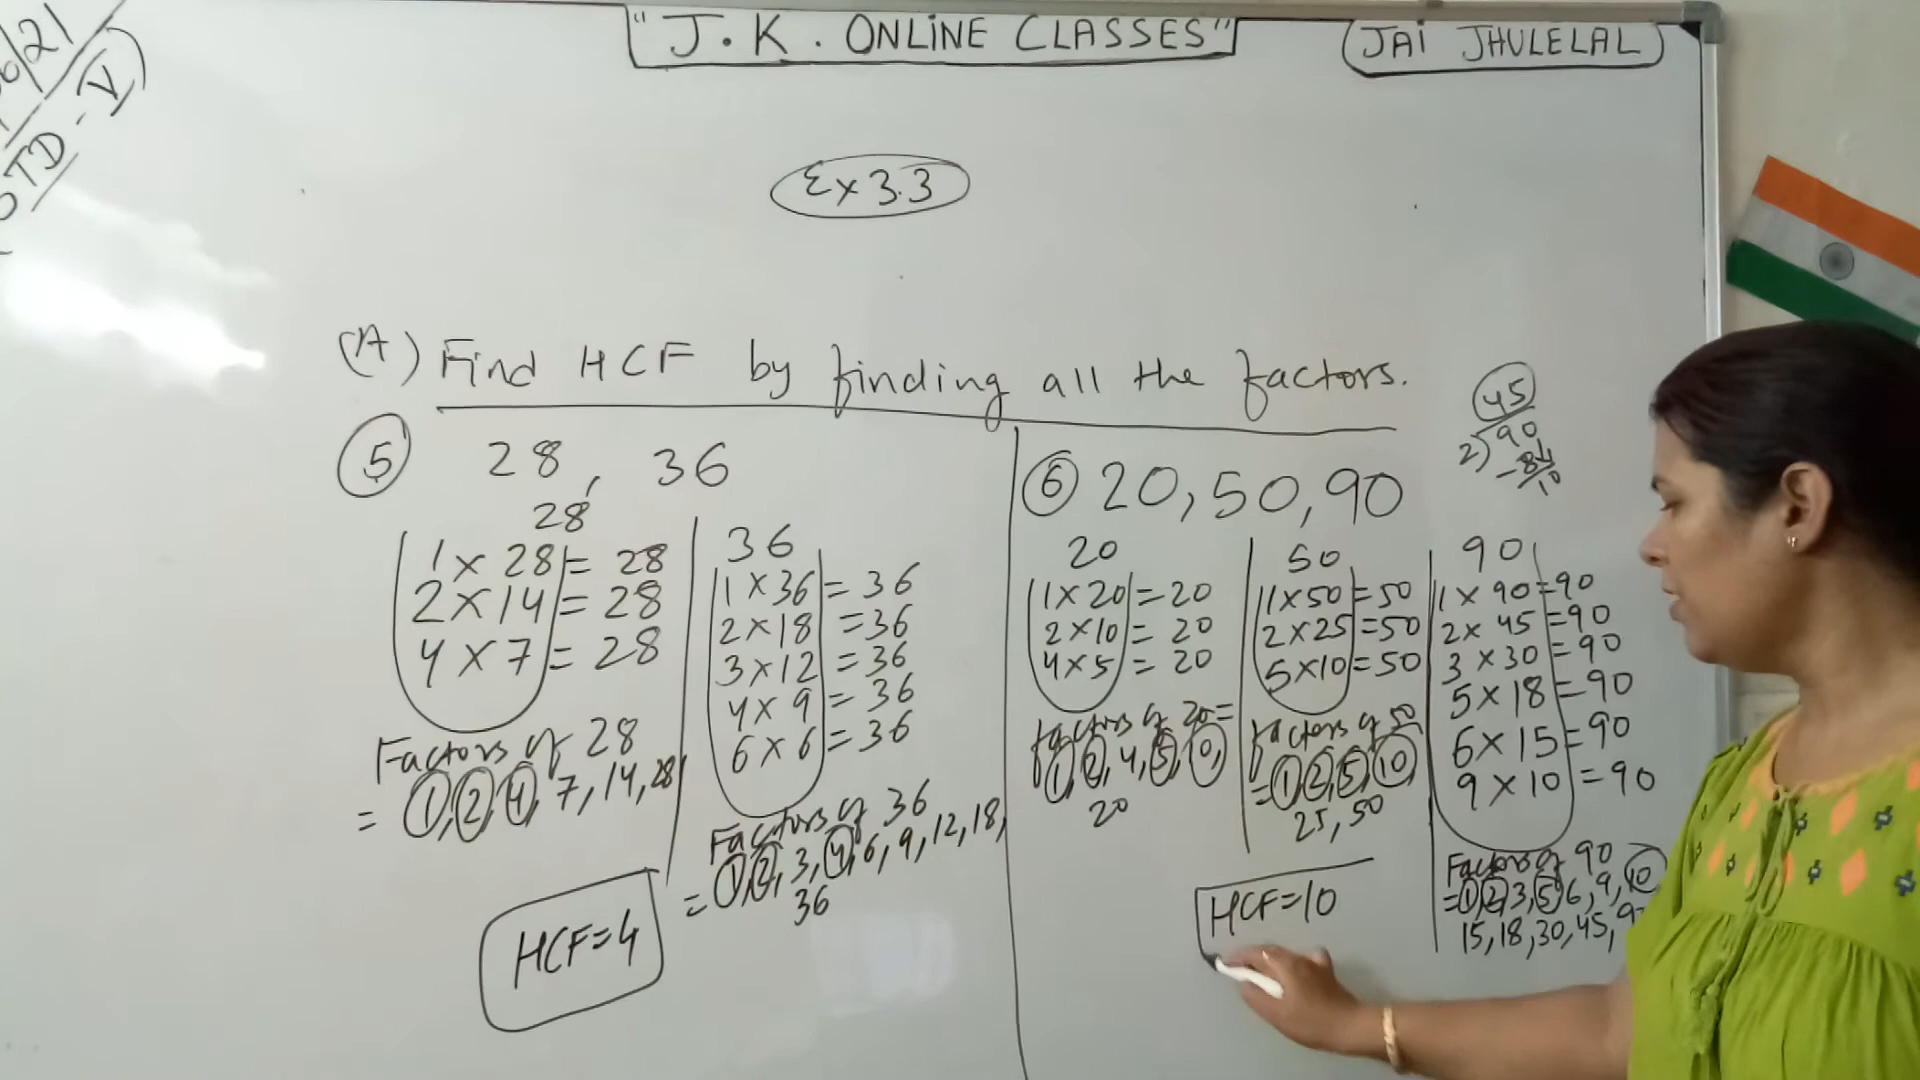 "J.K. ONLINE CLASSES"
JAI JHULELAL
21
STD - V)
Ex 3.3
(A) Find HCF by finding all the factors.
5 28, 36
28
1 x 28 = 28
2 x 14 = 28
4 x 7 = 28
Factors of 28
= 1, 2, 4, 7, 14, 28
36
1 x 36 = 36
2 x 18 = 36
3 x 12 = 36
4 x 9 = 36
6 x 6 = 36
Factors of 36
= 1, 2, 3, 4, 6, 9, 12, 18,
36
HCF = 4
6 20, 50, 90
20
1 x 20 = 20
2 x 10 = 20
4 x 5 = 20
factors of 20 =
1, 2, 4, 5, 10,
20
50
1 x 50 = 50
2 x 25 = 50
5 x 10 = 50
factors of 50
= 1, 2, 5, 10,
25, 50
45
2) 90
- 8
10
90
1 x 90 = 90
2 x 45 = 90
3 x 30 = 90
5 x 18 = 90
6 x 15 = 90
9 x 10 = 90
Factors of 90
= 1, 2, 3, 5, 6, 9, 10
15, 18, 30, 45, 9
HCF = 10